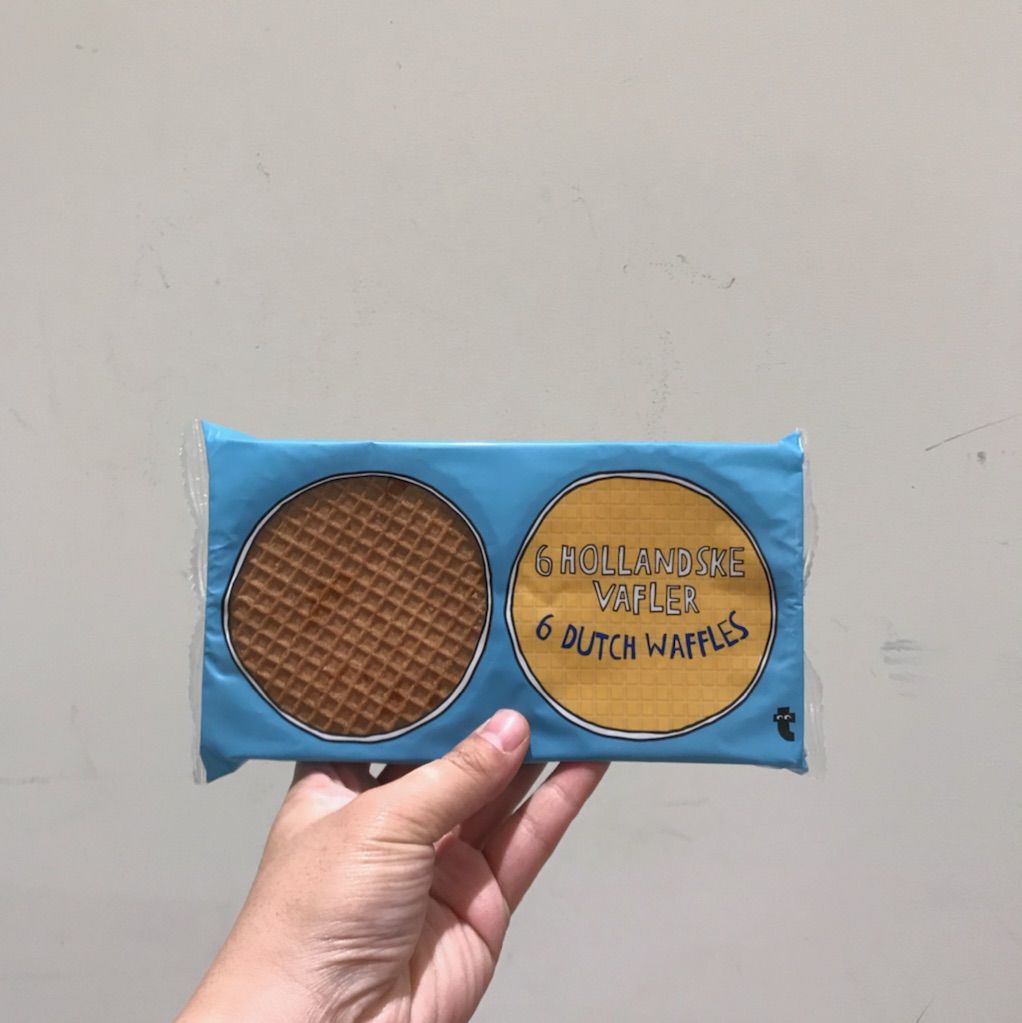 6 HOLLANDSKE
VAFLER
6 DUTCH WAFFLES
t